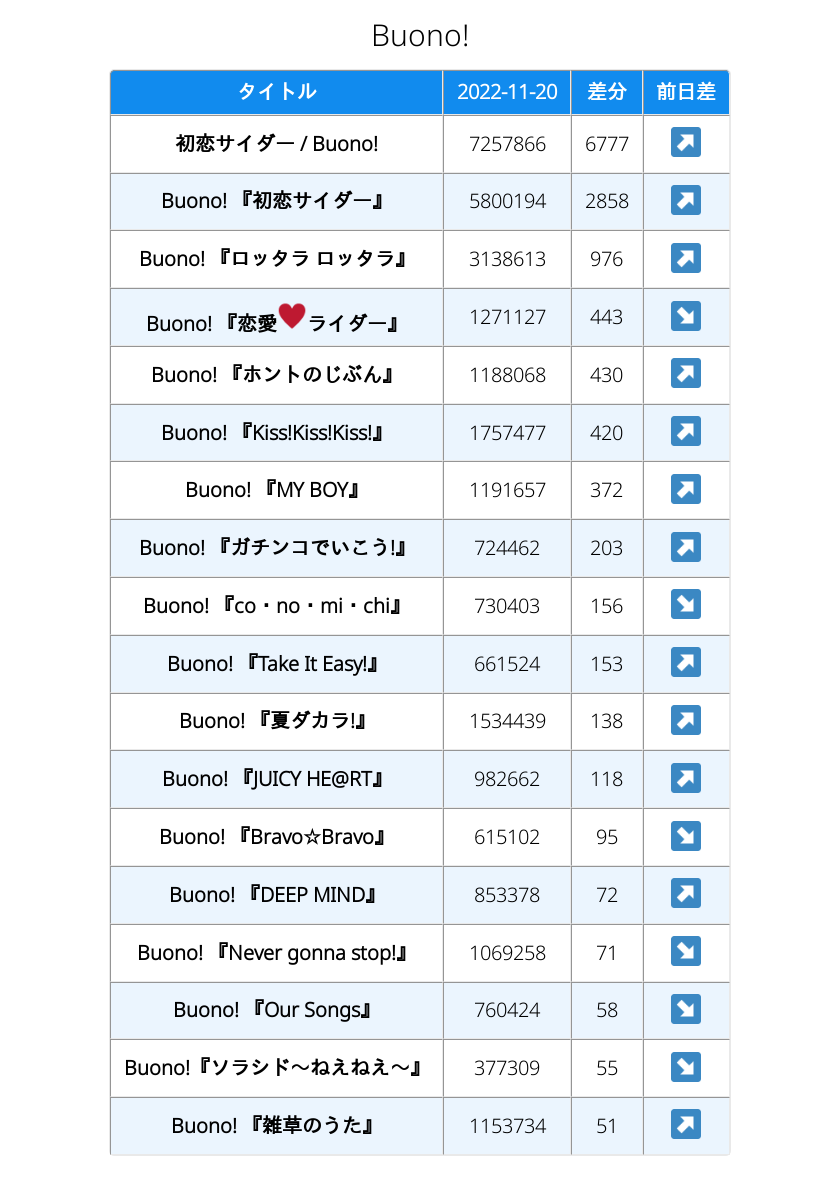 Buono!
タイトル 2022-11-20 差分 前日差
初恋サイダー / Buono! 7257866 6777 ↗
Buono! 『初恋サイダー』 5800194 2858 ↗
Buono! 『ロッタラ ロッタラ』 3138613 976 ↗
Buono! 『恋愛♥ライダー』 1271127 443 ↘
Buono! 『ホントのじぶん』 1188068 430 ↗
Buono! 『Kiss!Kiss!Kiss!』 1757477 420 ↗
Buono! 『MY BOY』 1191657 372 ↗
Buono! 『ガチンコでいこう!』 724462 203 ↗
Buono! 『co・no・mi・chi』 730403 156 ↘
Buono! 『Take It Easy!』 661524 153 ↗
Buono! 『夏ダカラ!』 1534439 138 ↗
Buono! 『JUICY HE@RT』 982662 118 ↗
Buono! 『Bravo☆Bravo』 615102 95 ↘
Buono! 『DEEP MIND』 853378 72 ↗
Buono! 『Never gonna stop!』 1069258 71 ↘
Buono! 『Our Songs』 760424 58 ↘
Buono!『ソラシド〜ねえねえ〜』 377309 55 ↘
Buono! 『雑草のうた』 1153734 51 ↗